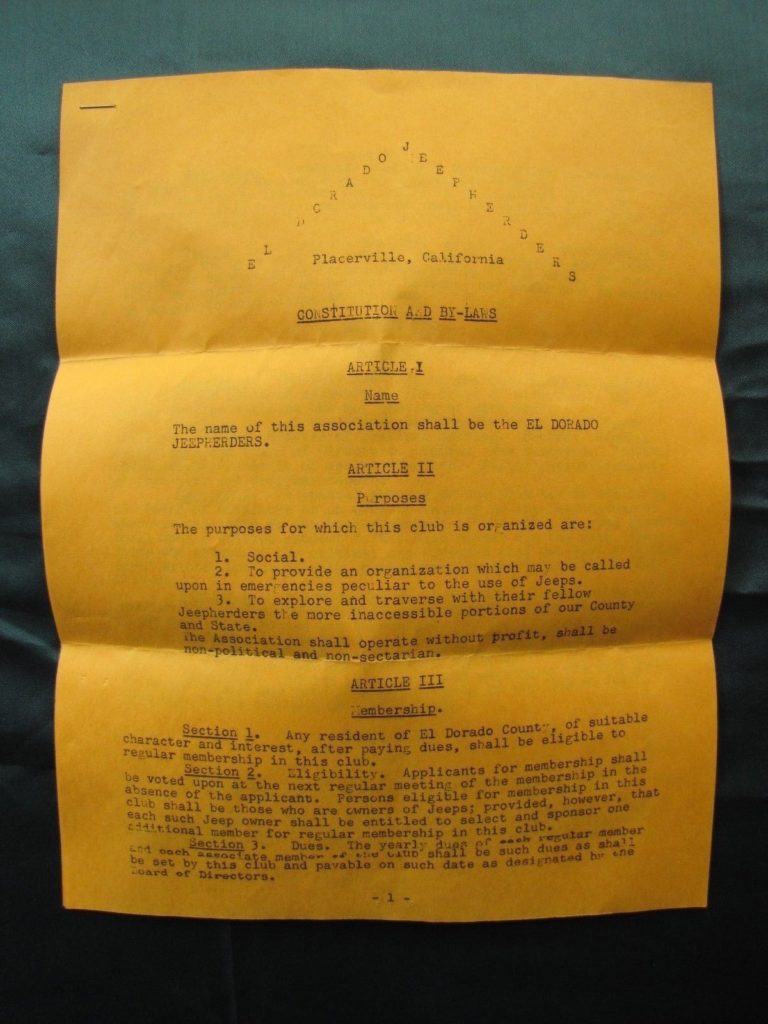 EL DORADO JEEPHERDERS
Placerville, California
CONSTITUTION AND BY-LAWS
ARTICLE I
Name
The name of this association shall be the EL DORADO
JEEPHERDERS.
ARTICLE II
Purposes
The purposes for which this club is organized are:
1. Social.
2. To provide an organization which may be called
upon in emergencies peculiar to the use of Jeeps.
3. To explore and traverse with their fellow
Jeepherders the more inaccessible portions of our County
and State.
The Association shall operate without profit, shall be
non-political and non-sectarian.
ARTICLE III
Membership.
Section 1. Any resident of El Dorado County, of suitable
character and interest, after paying dues, shall be eligible to
regular membership in this club.
Section 2. Eligibility. Applicants for membership shall
be voted upon at the next regular meeting of the membership in the
absence of the applicant. Persons eligible for membership in this
club shall be those who are owners of Jeeps; provided, however, that
each such Jeep owner shall be entitled to select and sponsor one
additional member for regular membership in this club.
Section 3. Dues. The yearly dues of each regular member
and each associate member of the club shall be such dues as shall
be set by this club and payable on such date as designated by the
Board of Directors.
- 1 -